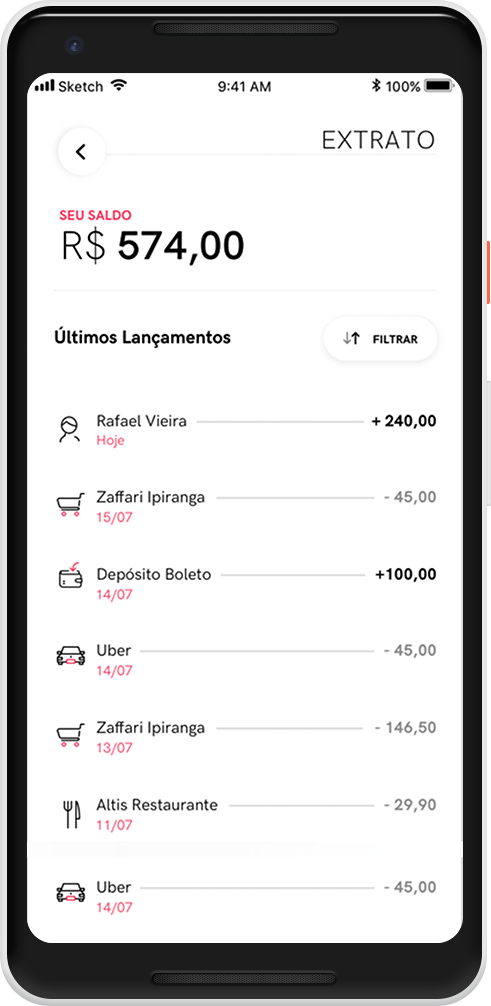 Sketch 9:41 AM 100%
EXTRATO
SEU SALDO
R$ 574,00
Últimos Lançamentos FILTRAR
Rafael Vieira + 240,00
Hoje
Zaffari Ipiranga - 45,00
15/07
Depósito Boleto +100,00
14/07
Uber - 45,00
14/07
Zaffari Ipiranga - 146,50
13/07
Altis Restaurante - 29,90
11/07
Uber - 45,00
14/07